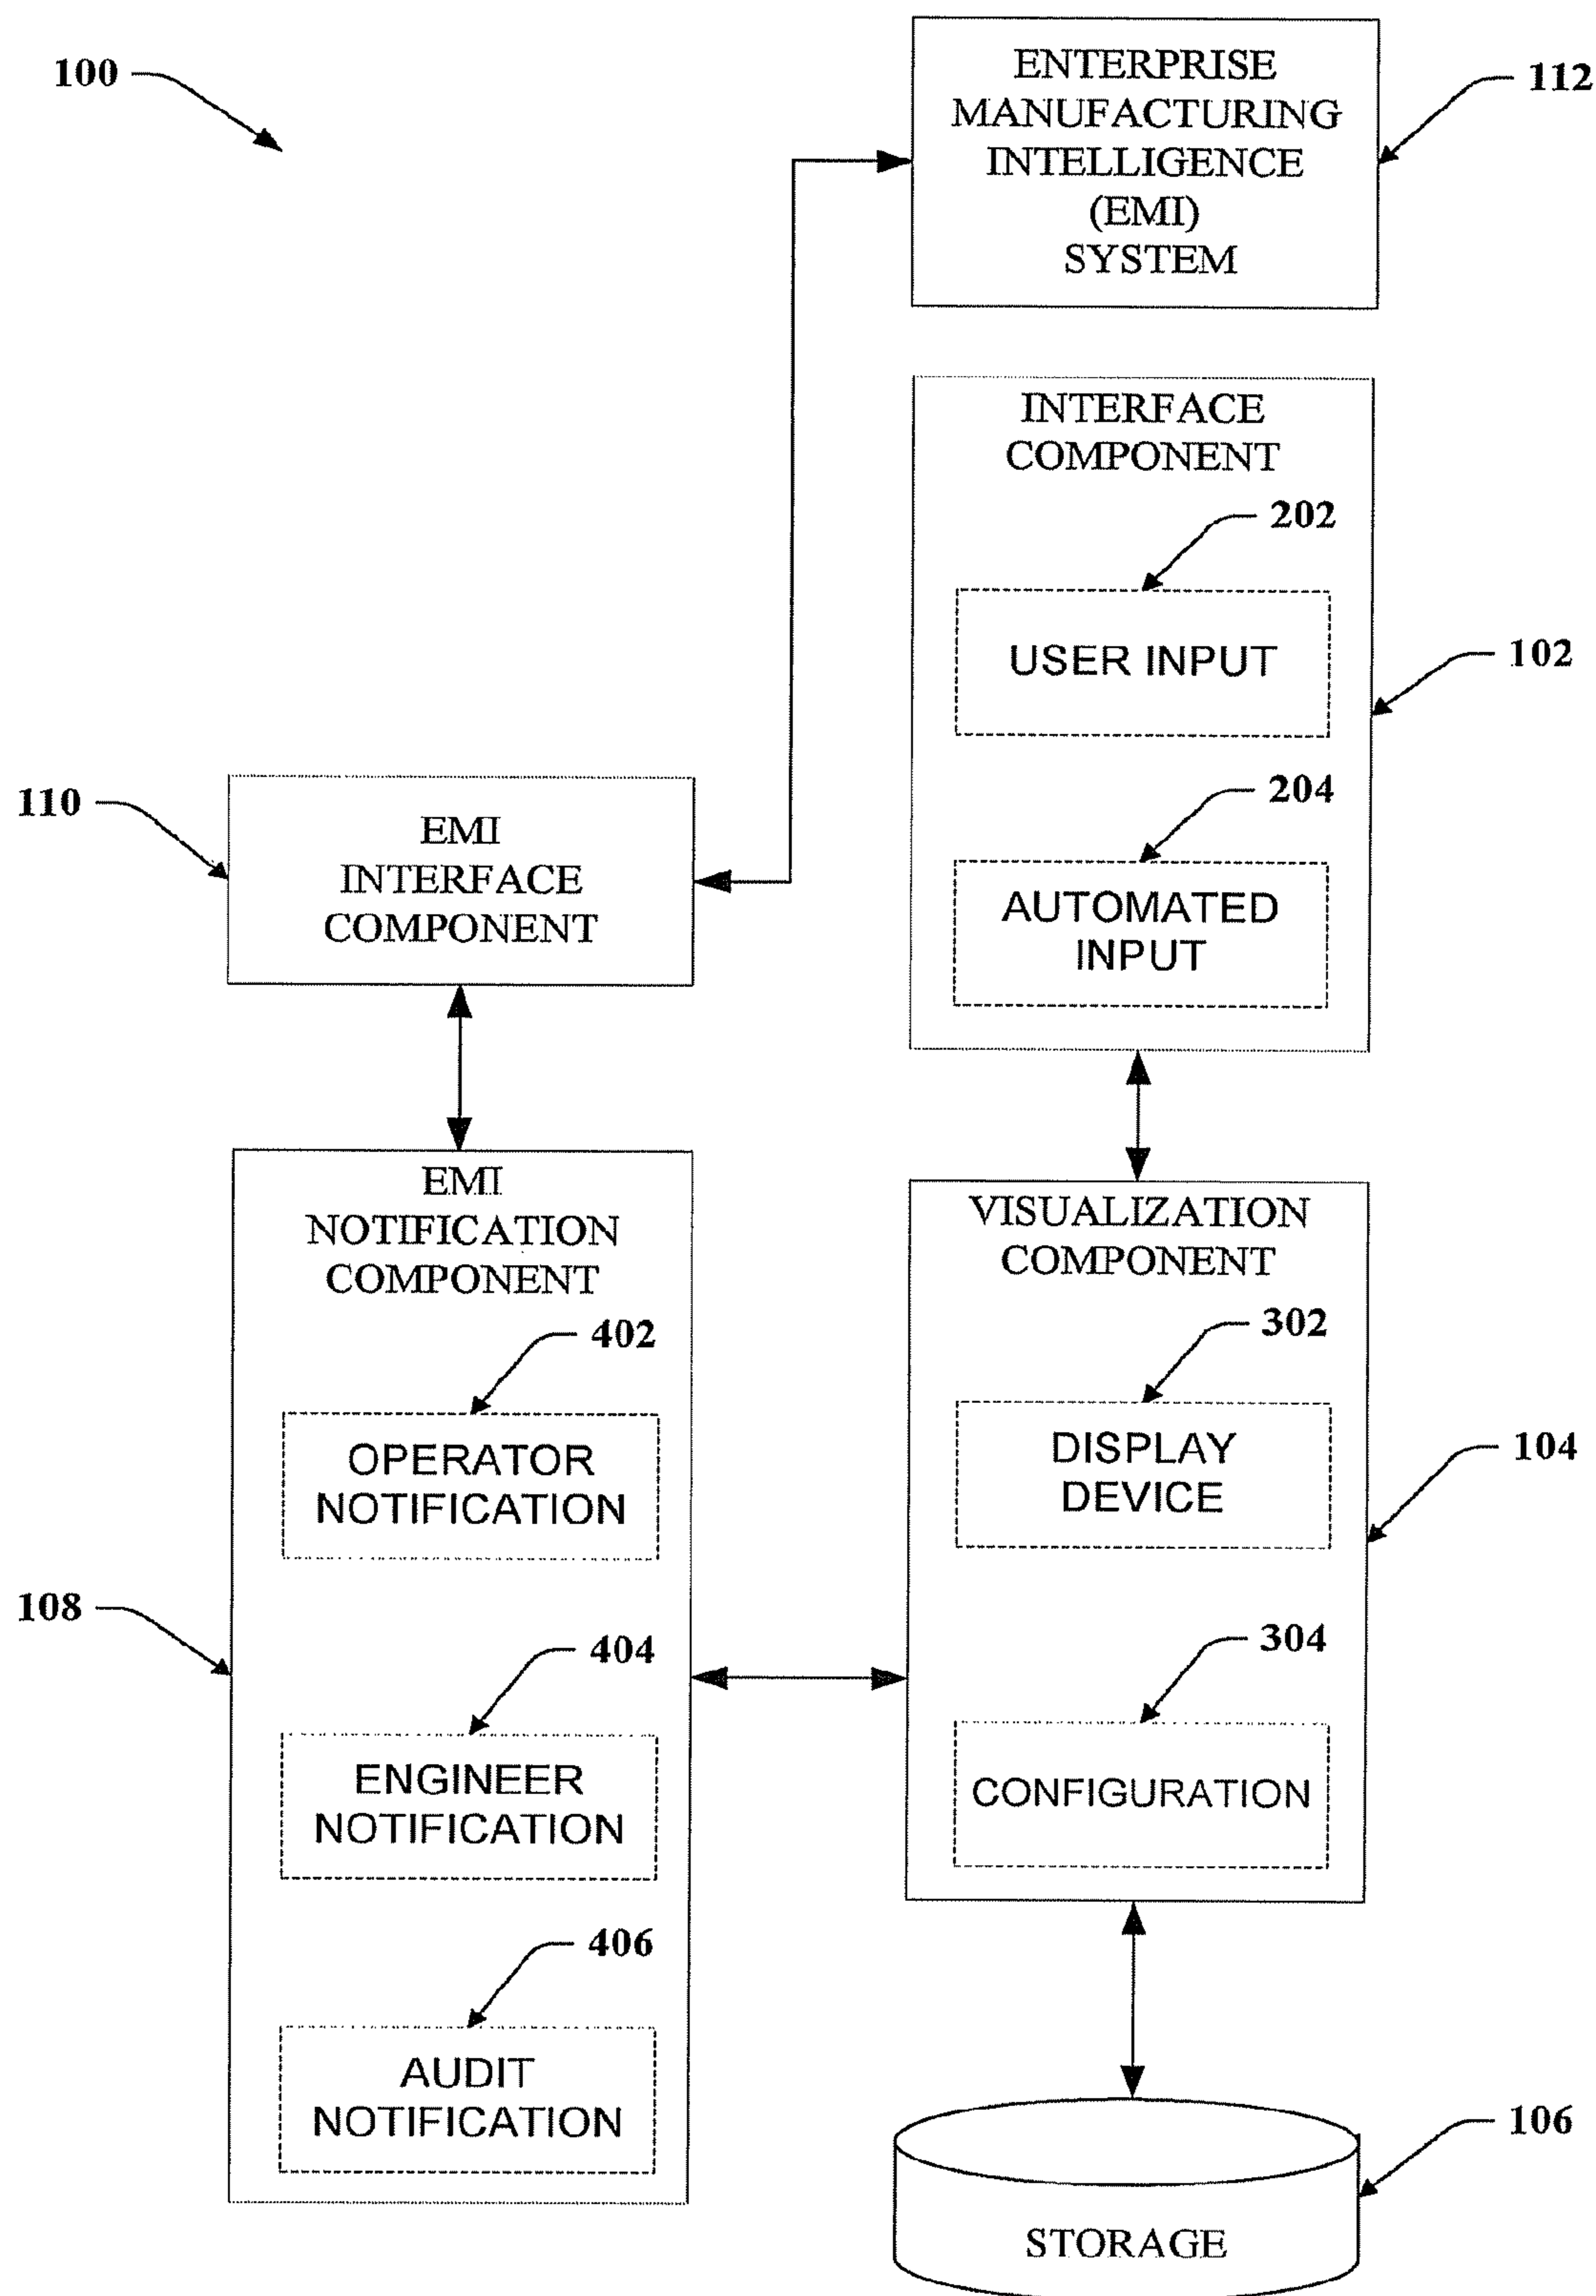 100
ENTERPRISE
MANUFACTURING
INTELLIGENCE
(EMI)
SYSTEM
112
INTERFACE
COMPONENT
202
USER INPUT
102
204
AUTOMATED
INPUT
110
EMI
INTERFACE
COMPONENT
EMI
NOTIFICATION
COMPONENT
402
OPERATOR
NOTIFICATION
108
404
ENGINEER
NOTIFICATION
406
AUDIT
NOTIFICATION
VISUALIZATION
COMPONENT
302
DISPLAY
DEVICE
104
304
CONFIGURATION
106
STORAGE